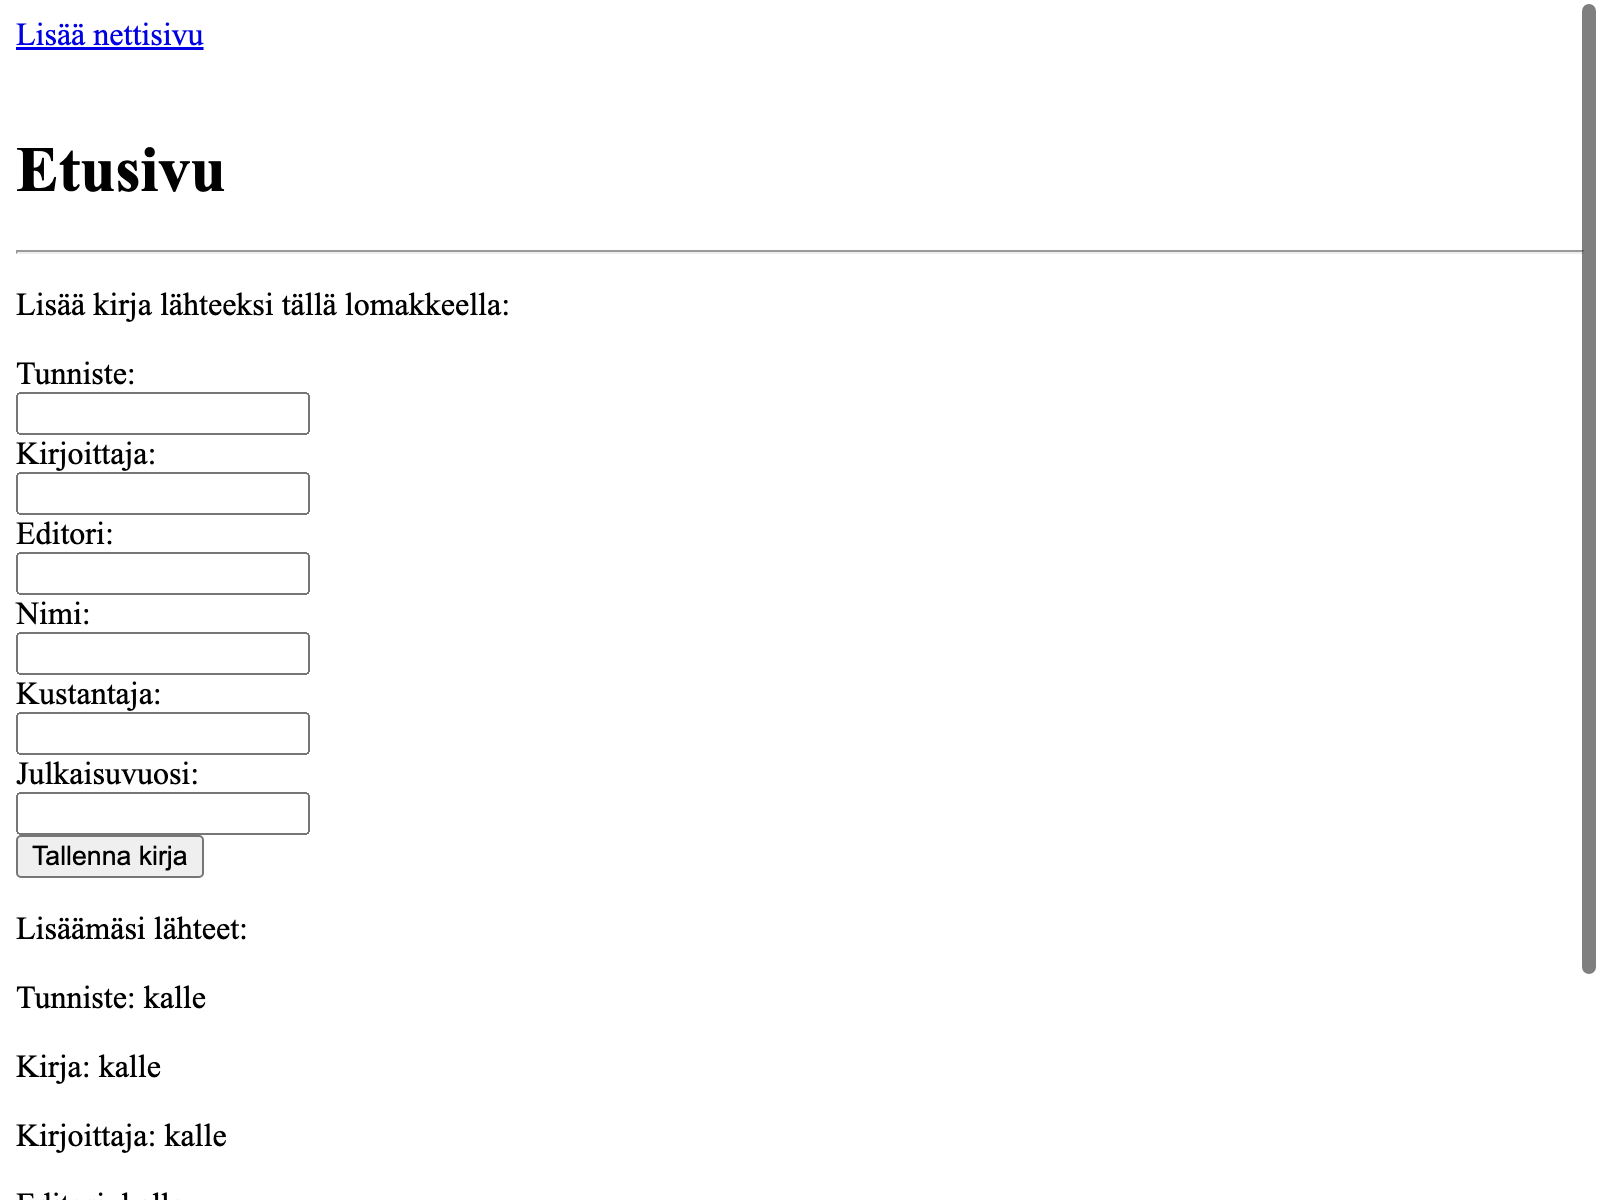 Lisää nettisivu
Etusivu
Lisää kirja lähteeksi tällä lomakkeella:
Tunniste:
Kirjoittaja:
Editori:
Nimi:
Kustantaja:
Julkaisuvuosi:
Tallenna kirja
Lisäämäsi lähteet:
Tunniste: kalle
Kirja: kalle
Kirjoittaja: kalle